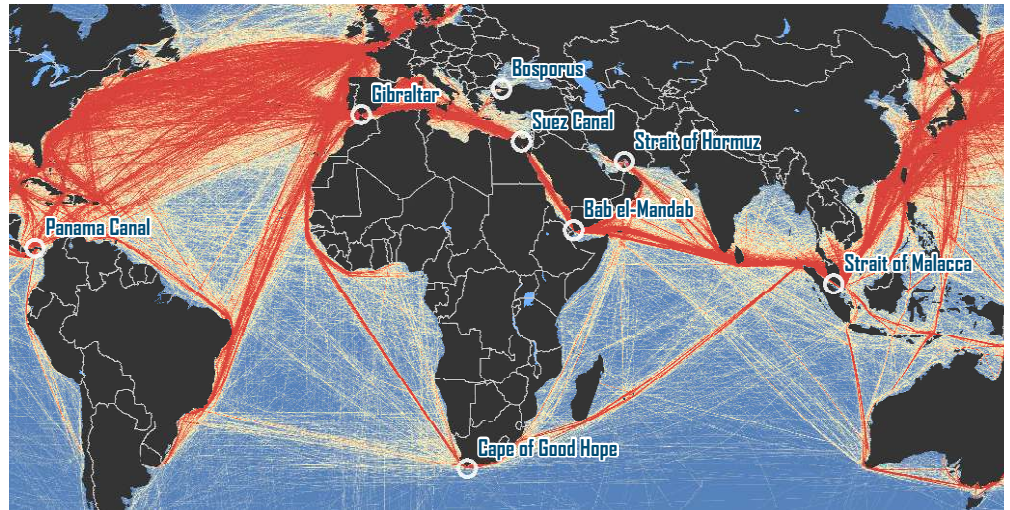 Bosporus
Gibraltar
Suez Canal
Strait of Hormuz
Bab el-Mandab
Panama Canal
Strait of Malacca
Cape of Good Hope